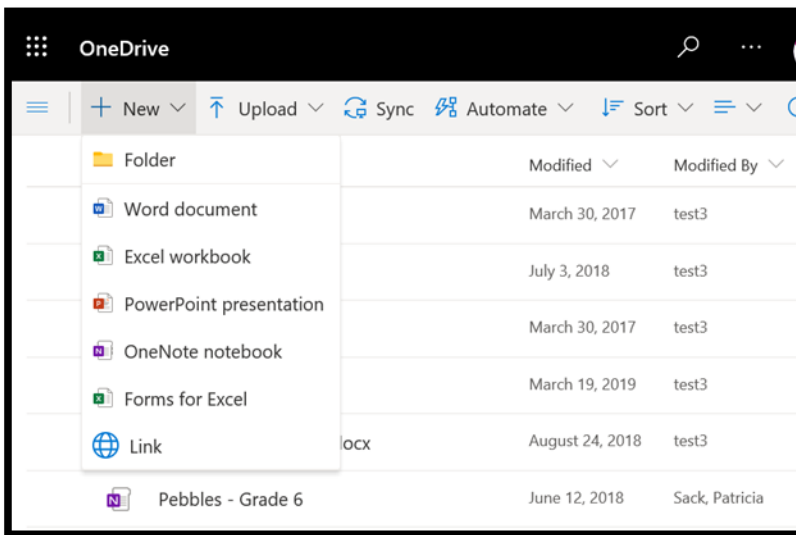 OneDrive
New Upload Sync Automate Sort
Folder Modified Modified By
Word document March 30, 2017 test3
Excel workbook
July 3, 2018 test3
PowerPoint presentation
March 30, 2017 test3
OneNote notebook
March 19, 2019 test3
Forms for Excel
Link ocx August 24, 2018 test3
Pebbles - Grade 6 June 12, 2018 Sack, Patricia